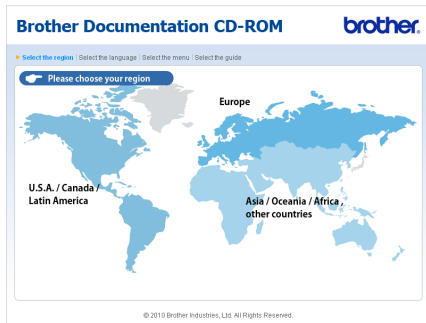 Brother Documentation CD-ROM
brother.
Select the region | Select the language | Select the menu | Select the guide
Please choose your region
Europe
U.S.A. / Canada /
Latin America
Asia / Oceania / Africa ,
other countries
© 2010 Brother Industries, Ltd. All Rights Reserved.